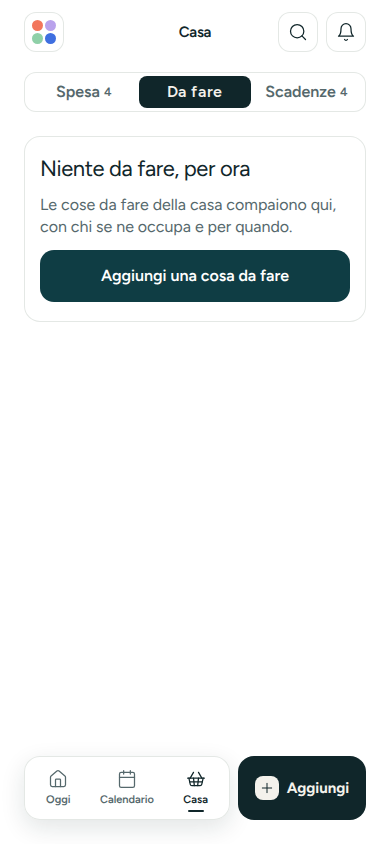 Casa
Spesa 4
Da fare
Scadenze 4
Niente da fare, per ora
Le cose da fare della casa compaiono qui,
con chi se ne occupa e per quando.
Aggiungi una cosa da fare
Oggi
Calendario
Casa
Aggiungi